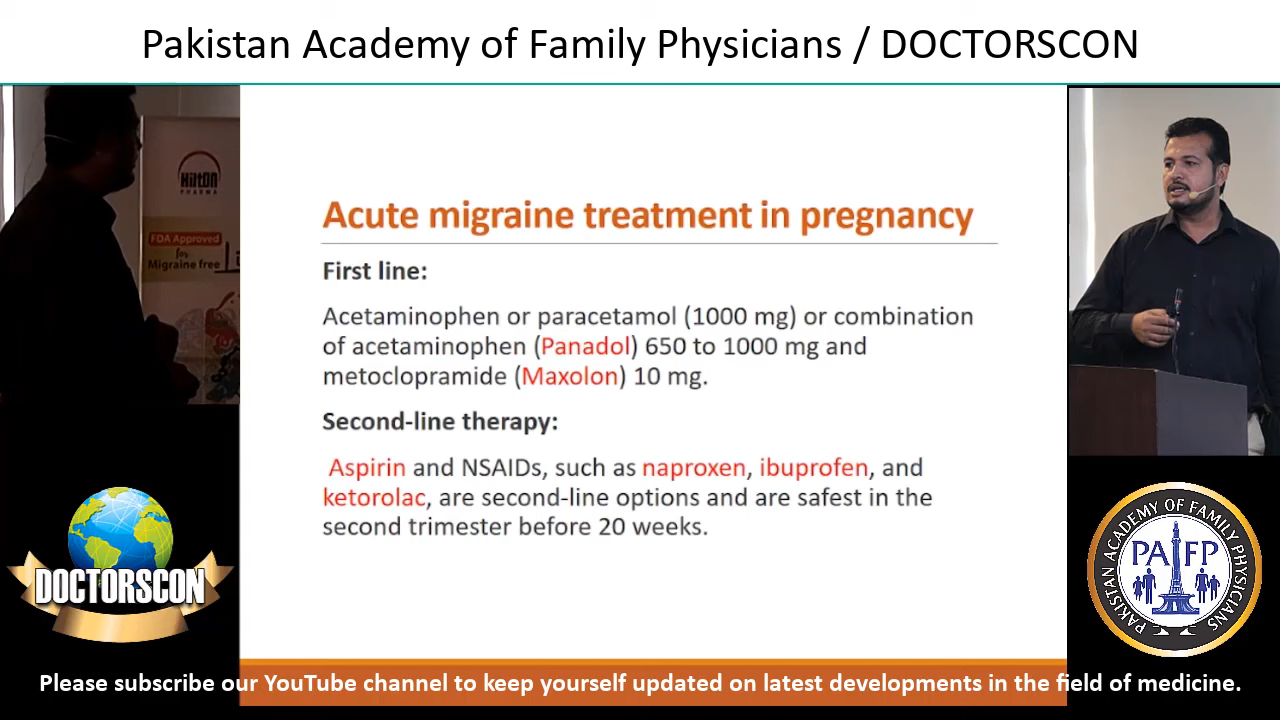 Pakistan Academy of Family Physicians / DOCTORSCON
HILTON
PHARMA
FDA Approved
for
Migraine free
Acute migraine treatment in pregnancy
First line:
Acetaminophen or paracetamol (1000 mg) or combination
of acetaminophen (Panadol) 650 to 1000 mg and
metoclopramide (Maxolon) 10 mg.
Second-line therapy:
Aspirin and NSAIDs, such as naproxen, ibuprofen, and
ketorolac, are second-line options and are safest in the
second trimester before 20 weeks.
DOCTORSCON
PAKISTAN ACADEMY OF FAMILY PHYSICIANS
PAFP
Please subscribe our YouTube channel to keep yourself updated on latest developments in the field of medicine.